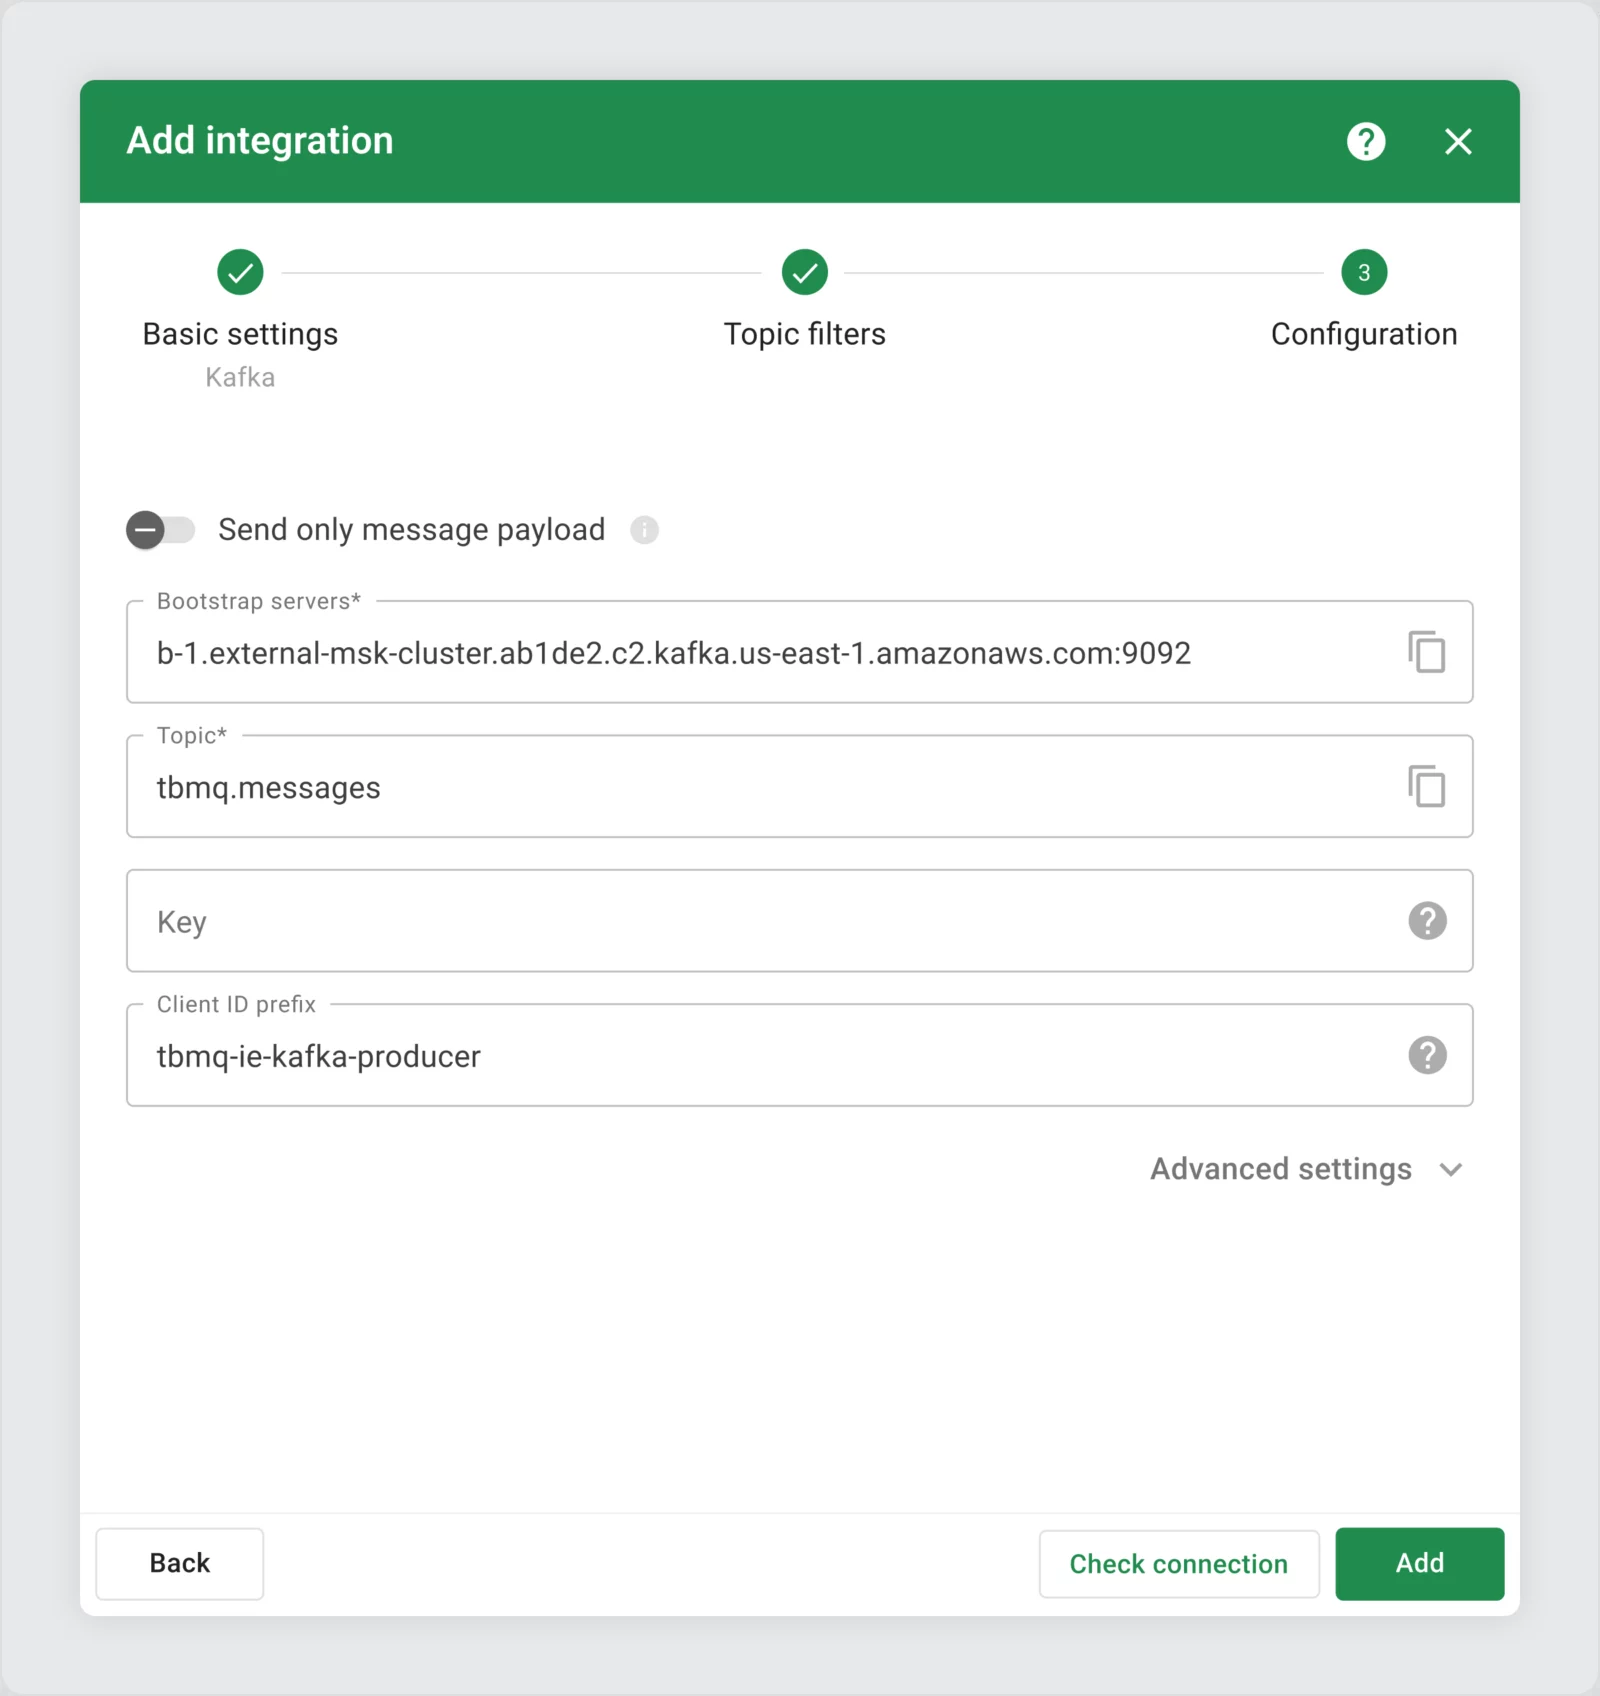 Add integration
?
3
Basic settings
Topic filters
Configuration
Kafka
Send only message payload
i
Bootstrap servers*
b-1.external-msk-cluster.ab1de2.c2.kafka.us-east-1.amazonaws.com:9092
Topic*
tbmq.messages
Key
?
Client ID prefix
tbmq-ie-kafka-producer
?
Advanced settings
Back
Check connection
Add